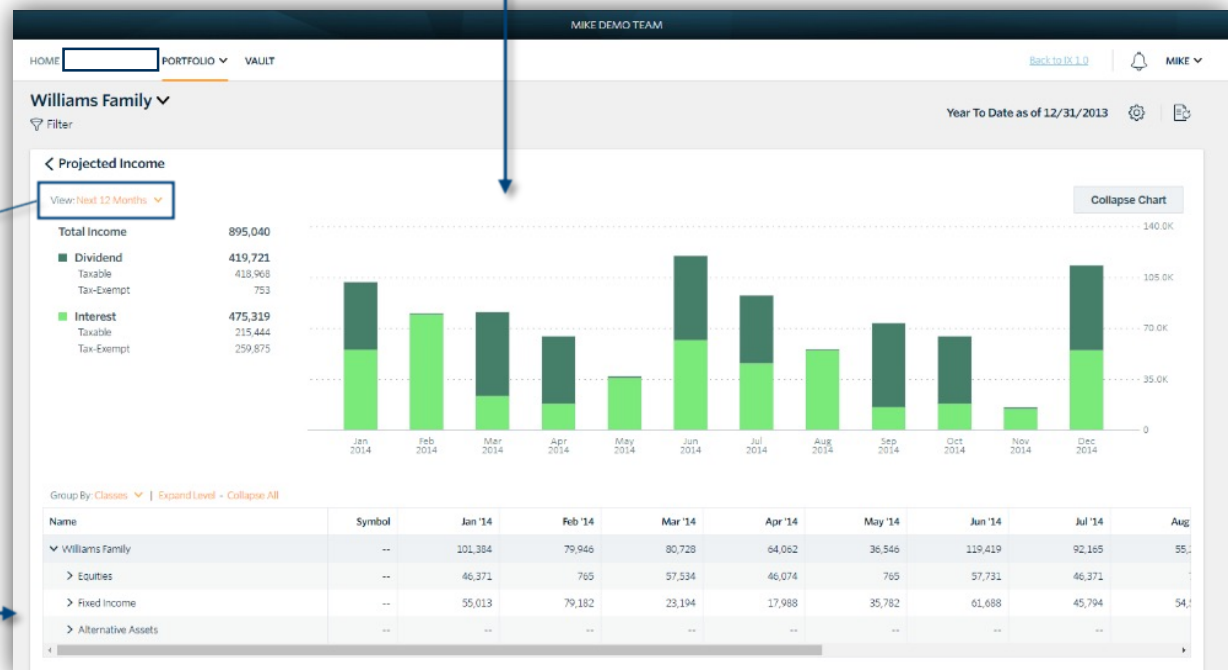 MIKE DEMO TEAM
HOME PORTFOLIO VAULT Back to IX 1.0 MIKE
Williams Family
Filter
Year To Date as of 12/31/2013
Projected Income
View: Next 12 Months
Collapse Chart
Total Income 895,040
Dividend 419,721
Taxable 418,968
Tax-Exempt 753
Interest 475,319
Taxable 215,444
Tax-Exempt 259,875
140.0K
105.0K
70.0K
35.0K
0
Jan 2014 Feb 2014 Mar 2014 Apr 2014 May 2014 Jun 2014 Jul 2014 Aug 2014 Sep 2014 Oct 2014 Nov 2014 Dec 2014
Group By: Classes | Expand Level - Collapse All
Name Symbol Jan '14 Feb '14 Mar '14 Apr '14 May '14 Jun '14 Jul '14 Aug
Williams Family -- 101,384 79,946 80,728 64,062 36,546 119,419 92,165 55,
Equities -- 46,371 765 57,534 46,074 765 57,731 46,371
Fixed Income -- 55,013 79,182 23,194 17,988 35,782 61,688 45,794 54,
Alternative Assets -- -- -- -- -- -- -- --